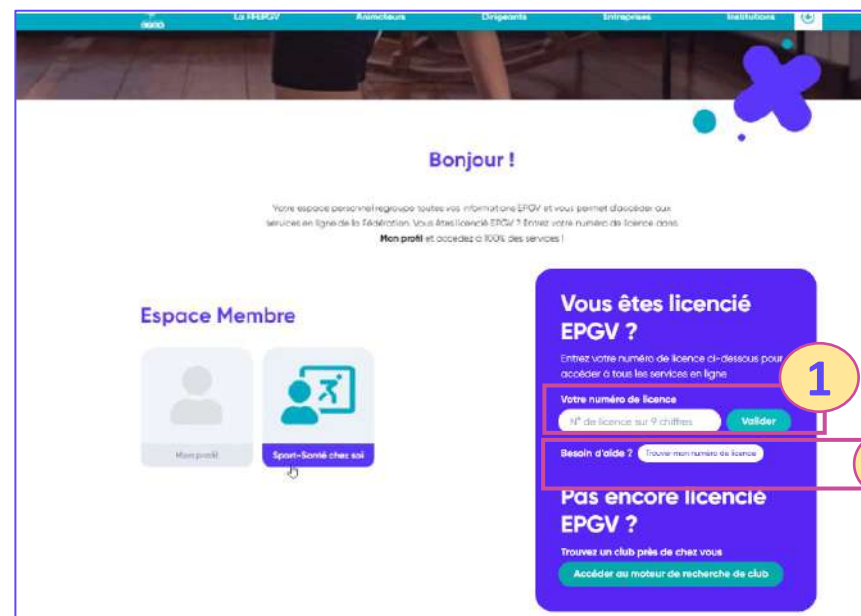 La FFEPGV Animateurs Dirigeants Entreprises Institutions
Bonjour !
Votre espace personnel regroupe toutes vos informations EPGV et vous permet d'accéder aux
services en ligne de la Fédération. Vous êtes licencié EPGV ? Entrez votre numéro de licence dans
Mon profil et accedez à 100% des services !
Espace Membre
Mon profil
Sport-Santé chez soi
Vous êtes licencié
EPGV ?
Entrez votre numéro de licence ci-dessous pour
accéder à tous les services en ligne
1
Votre numéro de licence
N° de licence sur 9 chiffres Valider
Besoin d'aide ? Trouver mon numéro de licence
Pas encore licencié
EPGV ?
Trouvez un club près de chez vous
Accéder au moteur de recherche de club